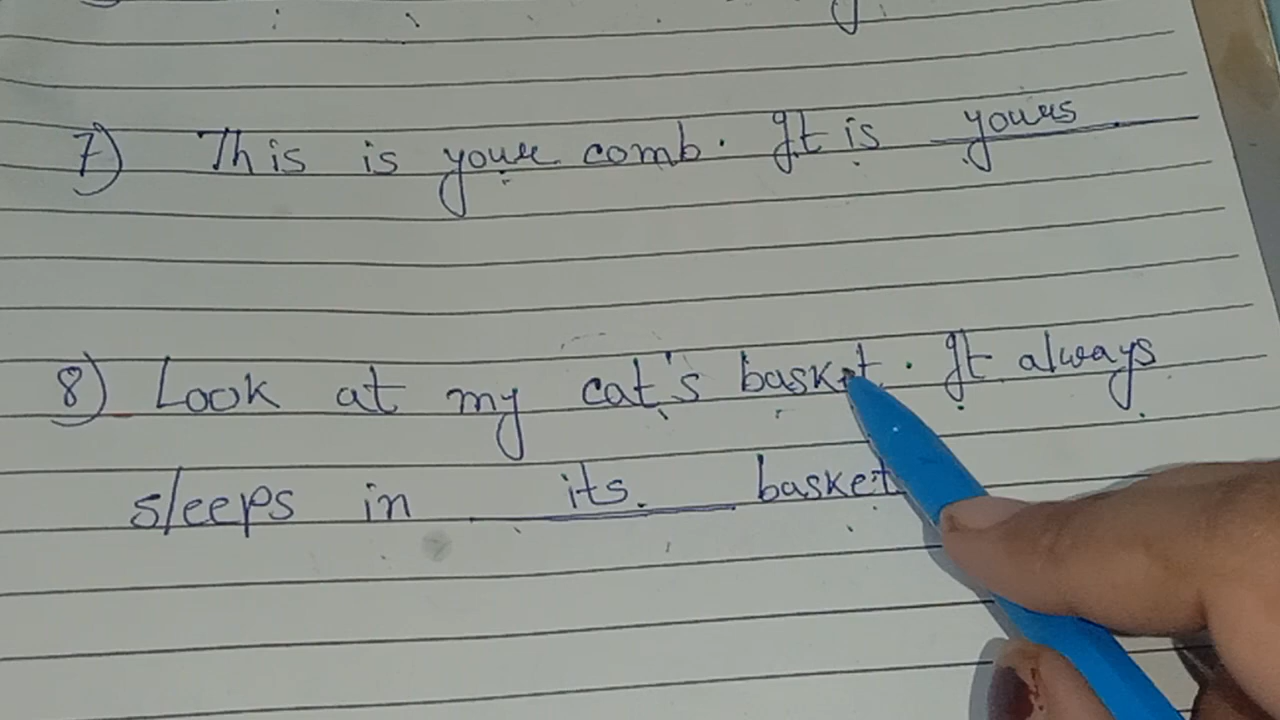 7) This is your comb. It is yours
8) Look at my cat's basket. It always
sleeps in its. basket